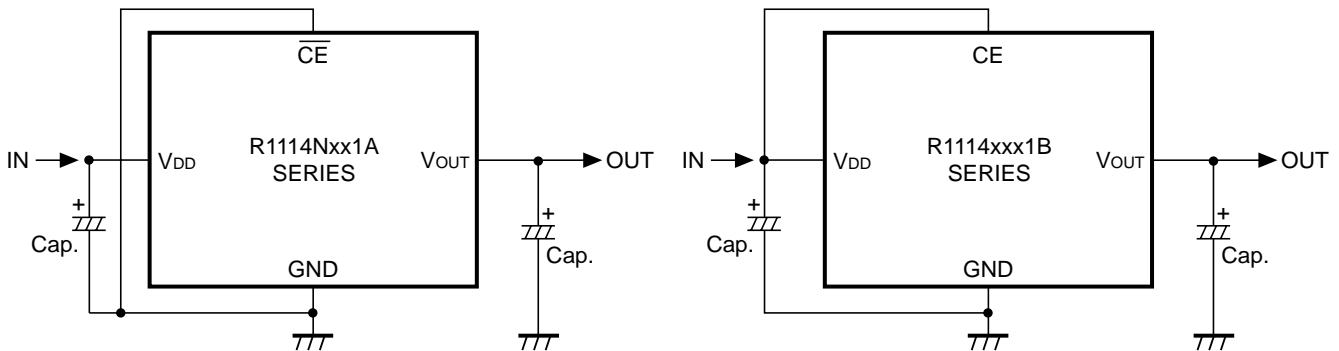 C̅E̅
R1114Nxx1A
SERIES
IN
VDD
VOUT
OUT
+
Cap.
+
Cap.
GND
CE
R1114xxx1B
SERIES
IN
VDD
VOUT
OUT
+
Cap.
+
Cap.
GND